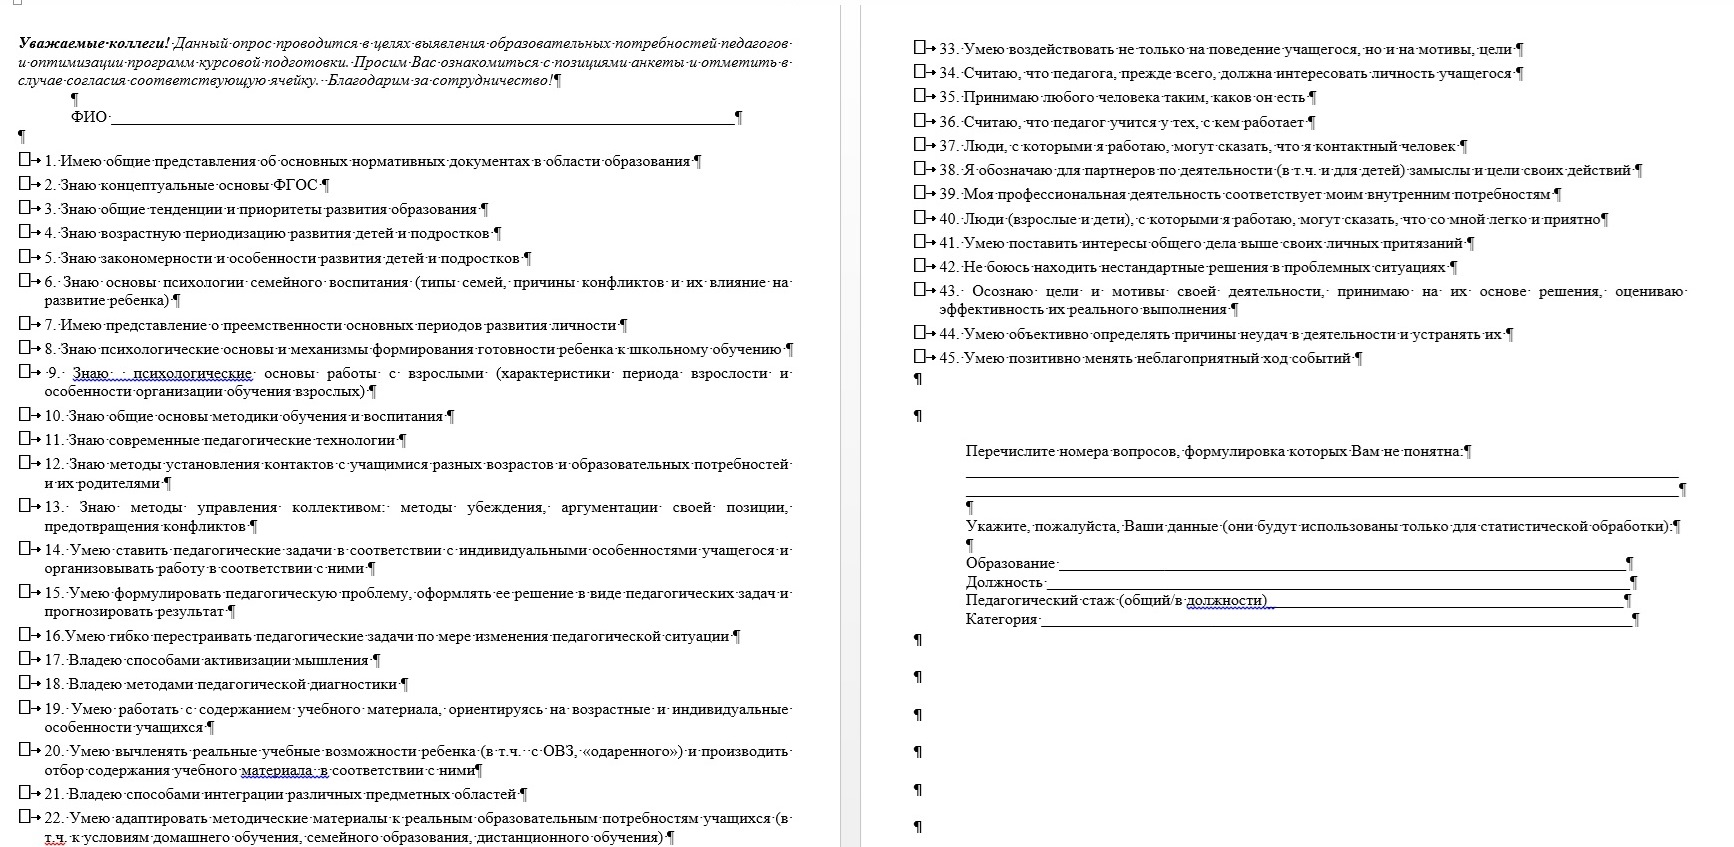 Уважаемые коллеги! Данный опрос проводится в целях выявления образовательных потребностей педагогов
и оптимизации программ курсовой подготовки. Просим Вас ознакомиться с позициями анкеты и отметить в
случае согласия соответствующую ячейку. Благодарим за сотрудничество!
ФИО
1. Имею общие представления об основных нормативных документах в области образования
2. Знаю концептуальные основы ФГОС
3. Знаю общие тенденции и приоритеты развития образования
4. Знаю возрастную периодизацию развития детей и подростков
5. Знаю закономерности и особенности развития детей и подростков
6. Знаю основы психологии семейного воспитания (типы семей, причины конфликтов и их влияние на
развитие ребенка)
7. Имею представление о преемственности основных периодов развития личности
8. Знаю психологические основы и механизмы формирования готовности ребенка к школьному обучению
9. Знаю психологические основы работы с взрослыми (характеристики периода взрослости и
особенности организации обучения взрослых)
10. Знаю общие основы методики обучения и воспитания
11. Знаю современные педагогические технологии
12. Знаю методы установления контактов с учащимися разных возрастов и образовательных потребностей
и их родителями
13. Знаю методы управления коллективом: методы убеждения, аргументации своей позиции,
предотвращения конфликтов
14. Умею ставить педагогические задачи в соответствии с индивидуальными особенностями учащегося и
организовывать работу в соответствии с ними
15. Умею формулировать педагогическую проблему, оформлять ее решение в виде педагогических задач и
прогнозировать результат
16.Умею гибко перестраивать педагогические задачи по мере изменения педагогической ситуации
17. Владею способами активизации мышления
18. Владею методами педагогической диагностики
19. Умею работать с содержанием учебного материала, ориентируясь на возрастные и индивидуальные
особенности учащихся
20. Умею вычленять реальные учебные возможности ребенка (в т.ч. с ОВЗ, «одаренного») и производить
отбор содержания учебного материала в соответствии с ними
21. Владею способами интеграции различных предметных областей
22. Умею адаптировать методические материалы к реальным образовательным потребностям учащихся (в
т.ч. к условиям домашнего обучения, семейного образования, дистанционного обучения)
33. Умею воздействовать не только на поведение учащегося, но и на мотивы, цели
34. Считаю, что педагога, прежде всего, должна интересовать личность учащегося
35. Принимаю любого человека таким, каков он есть
36. Считаю, что педагог учится у тех, с кем работает
37. Люди, с которыми я работаю, могут сказать, что я контактный человек
38. Я обозначаю для партнеров по деятельности (в т.ч. и для детей) замыслы и цели своих действий
39. Моя профессиональная деятельность соответствует моим внутренним потребностям
40. Люди (взрослые и дети), с которыми я работаю, могут сказать, что со мной легко и приятно
41. Умею поставить интересы общего дела выше своих личных притязаний
42. Не боюсь находить нестандартные решения в проблемных ситуациях
43. Осознаю цели и мотивы своей деятельности, принимаю на их основе решения, оцениваю
эффективность их реального выполнения
44. Умею объективно определять причины неудач в деятельности и устранять их
45. Умею позитивно менять неблагоприятный ход событий
Перечислите номера вопросов, формулировка которых Вам не понятна:
Укажите, пожалуйста, Ваши данные (они будут использованы только для статистической обработки):
Образование
Должность
Педагогический стаж (общий/в должности)
Категория